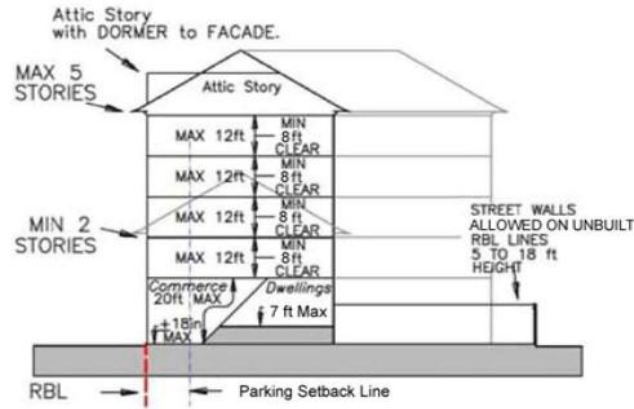 Attic Story
with DORMER to FACADE.
MAX 5
STORIES
Attic Story
MAX 12ft
MIN
8ft
CLEAR
MAX 12ft
MIN
8ft
CLEAR
MAX 12ft
MIN
8ft
CLEAR
MIN 2
STORIES
MAX 12ft
MIN
8ft
CLEAR
STREET WALLS
ALLOWED ON UNBUILT
RBL LINES
5 TO 18 ft
HEIGHT
Commerce
20ft MAX
Dwellings
±18in
MAX
7 ft Max
RBL
Parking Setback Line